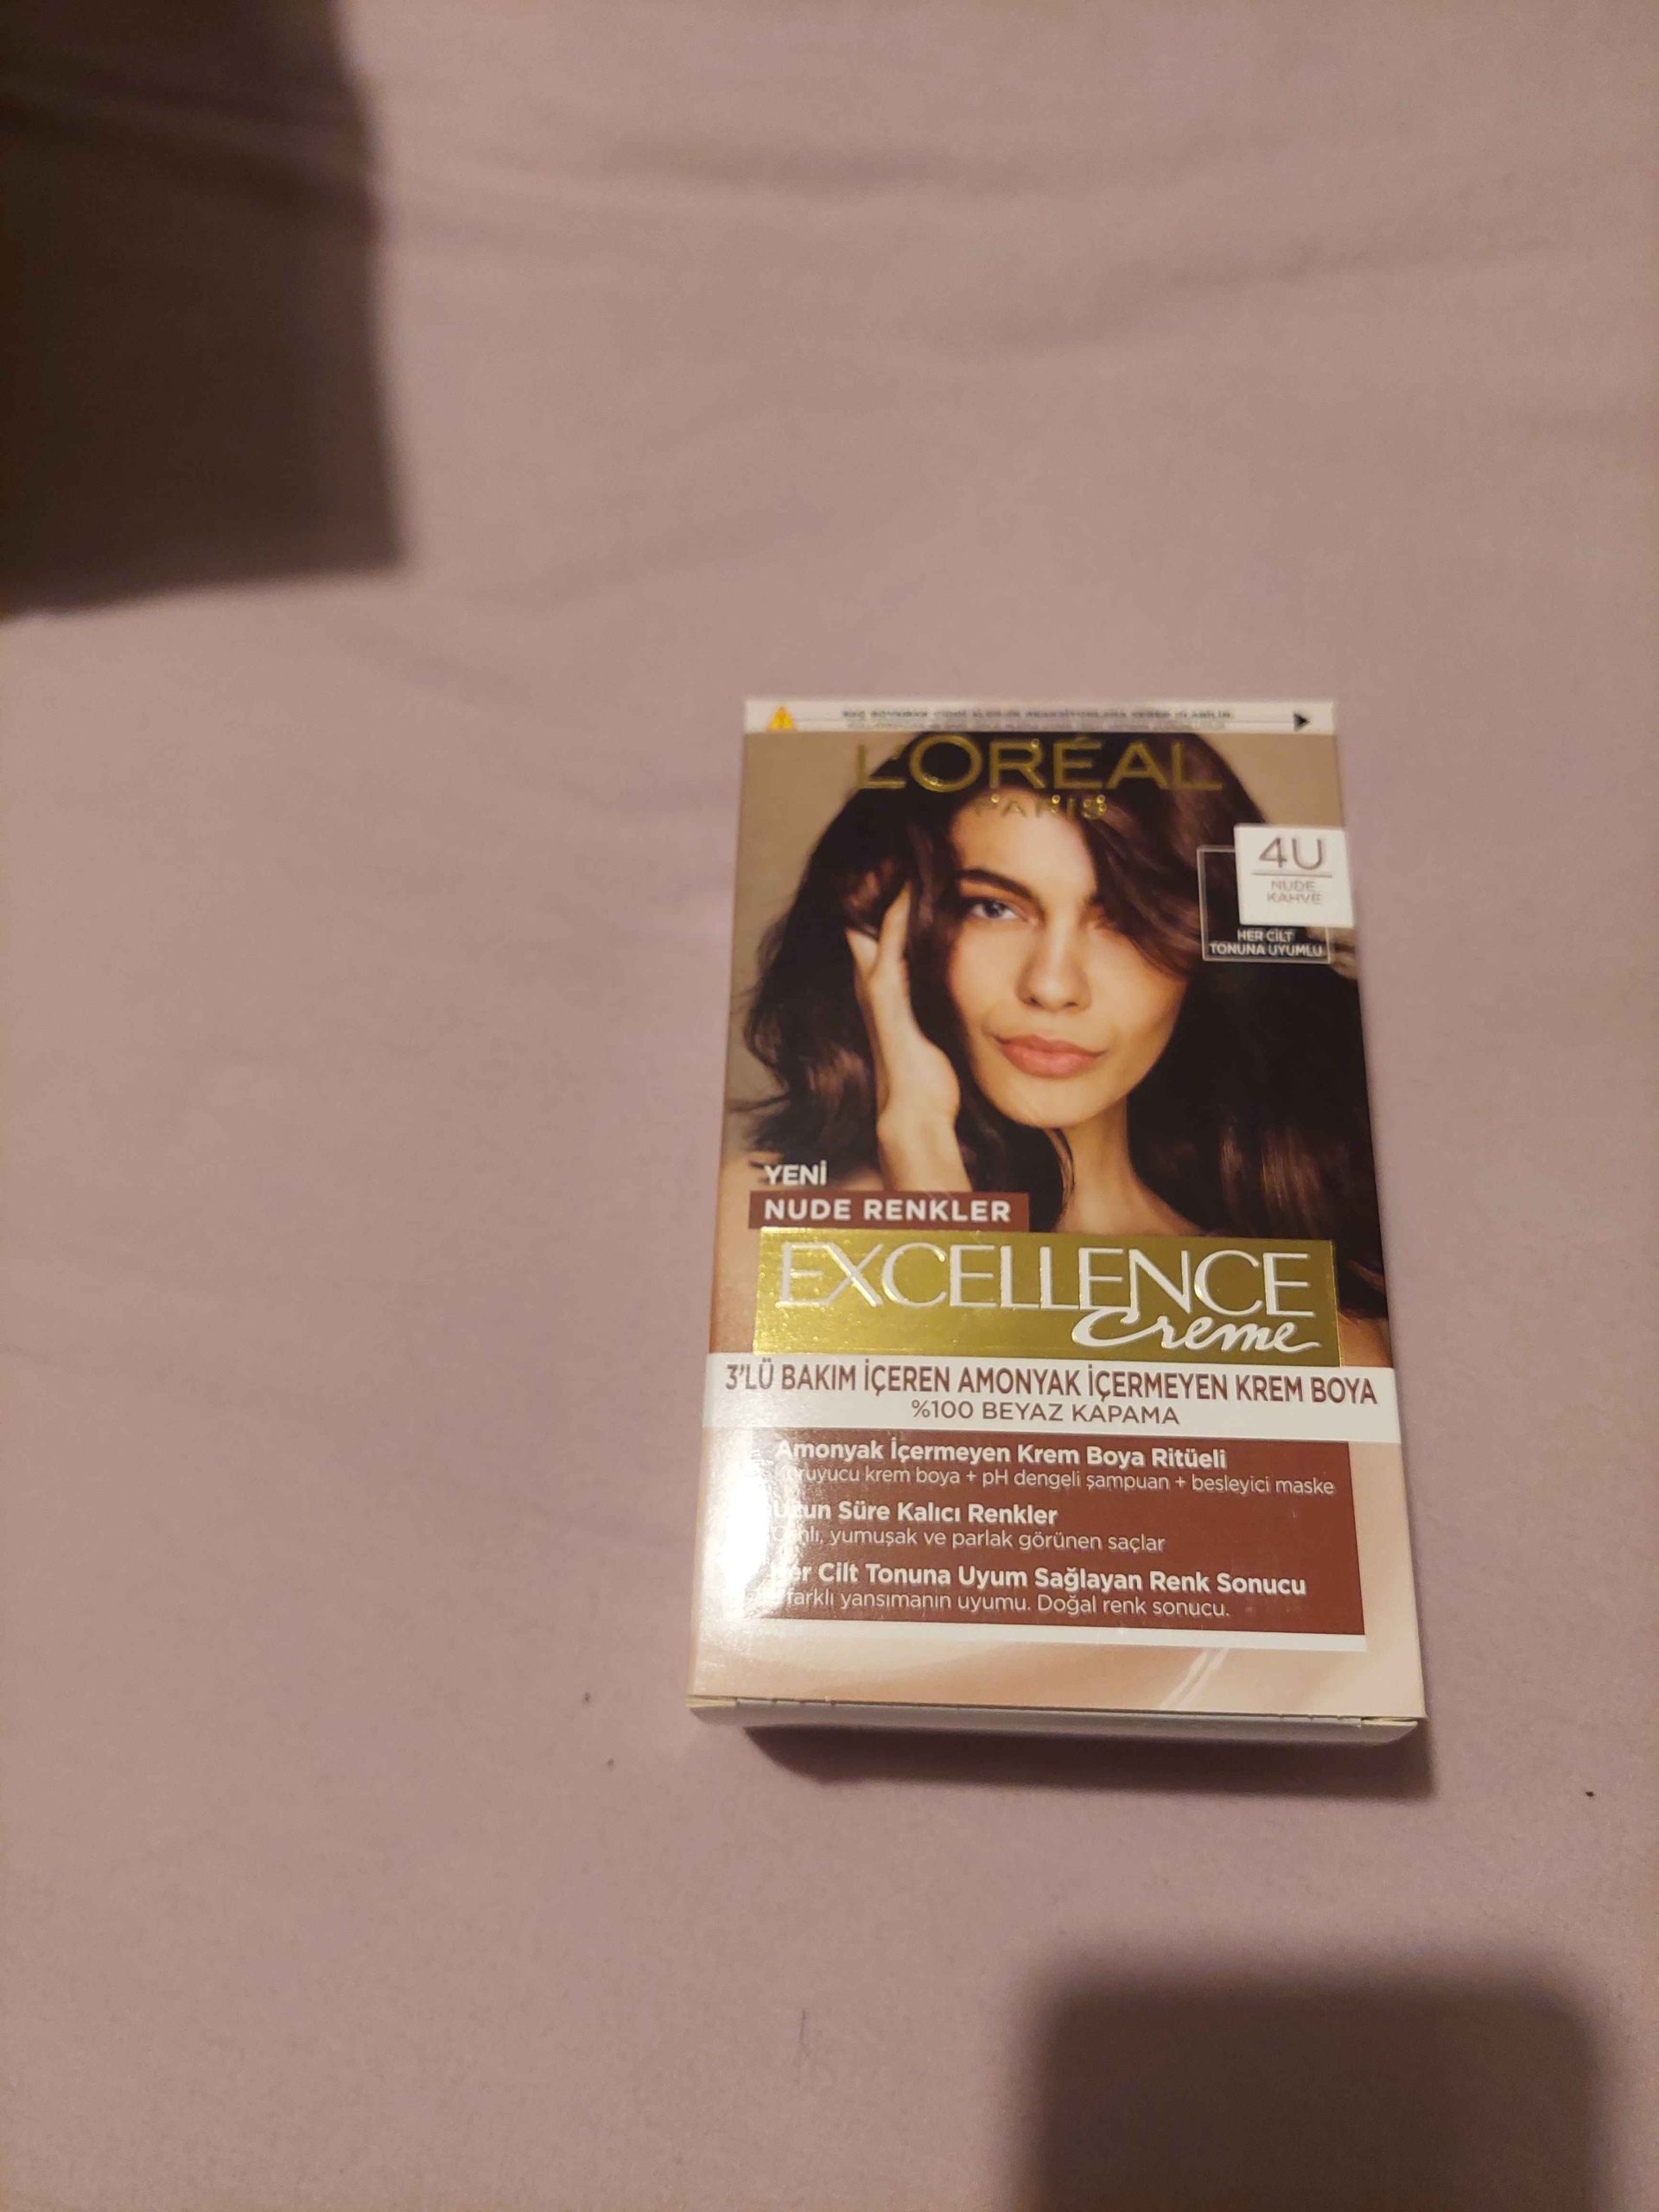 L'ORÉAL
PARIS
4U
NUDE
KAHVE
HER CİLT
TONUNA UYUMLU
YENİ
NUDE RENKLER
EXCELLENCE
Creme
3'LÜ BAKIM İÇEREN AMONYAK İÇERMEYEN KREM BOYA
%100 BEYAZ KAPAMA
Amonyak İçermeyen Krem Boya Ritüeli
krem boya + pH dengeli şampuan + besleyici maske
Uzun Süre Kalıcı Renkler
yumuşak ve parlak görünen saçlar
Her Cilt Tonuna Uyum Sağlayan Renk Sonucu
farklı yansımanın uyumu. Doğal renk sonucu.